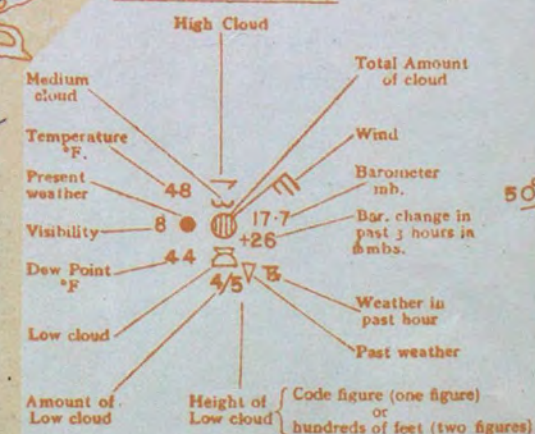 High Cloud
Medium
cloud
Total Amount
of cloud
Temperature
°F.
Wind
Present
weather
48
Barometer
mb.
Visibility
8
17·7
+26
Bar. change in
past 3 hours in
mbs.
50
Dew Point
°F
44
4/5
Weather in
past hour
Low cloud
Past weather
Amount of
Low cloud
Height of
Low cloud
Code figure (one figure)
or
hundreds of feet (two figures)